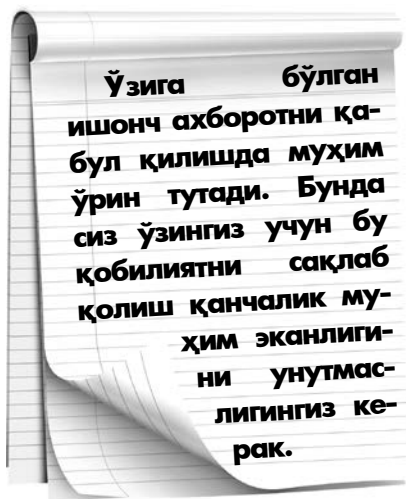 Ўзига бўлган
ишонч ахборотни қа-
бул қилишда муҳим
ўрин тутади. Бунда
сиз ўзингиз учун бу
қобилиятни сақлаб
қолиш қанчалик му-
ҳим эканлиги-
ни унутмас-
лигингиз ке-
рак.